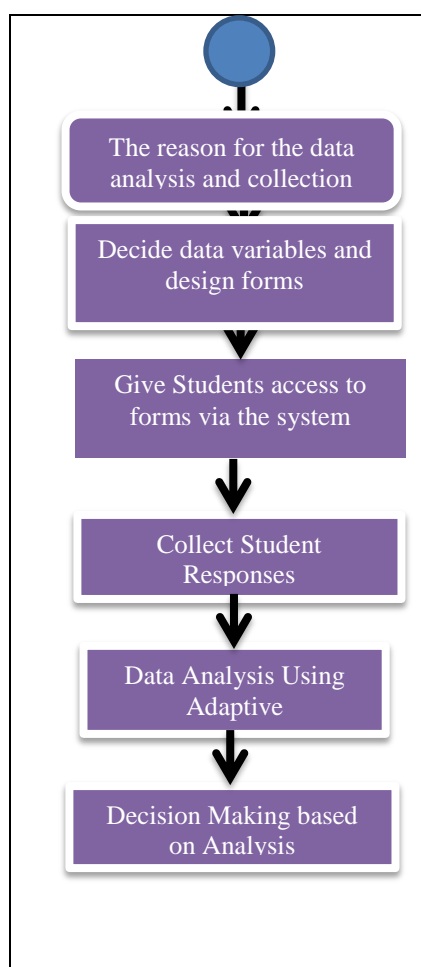 The reason for the data
analysis and collection
Decide data variables and
design forms
Give Students access to
forms via the system
Collect Student
Responses
Data Analysis Using
Adaptive
Decision Making based
on Analysis